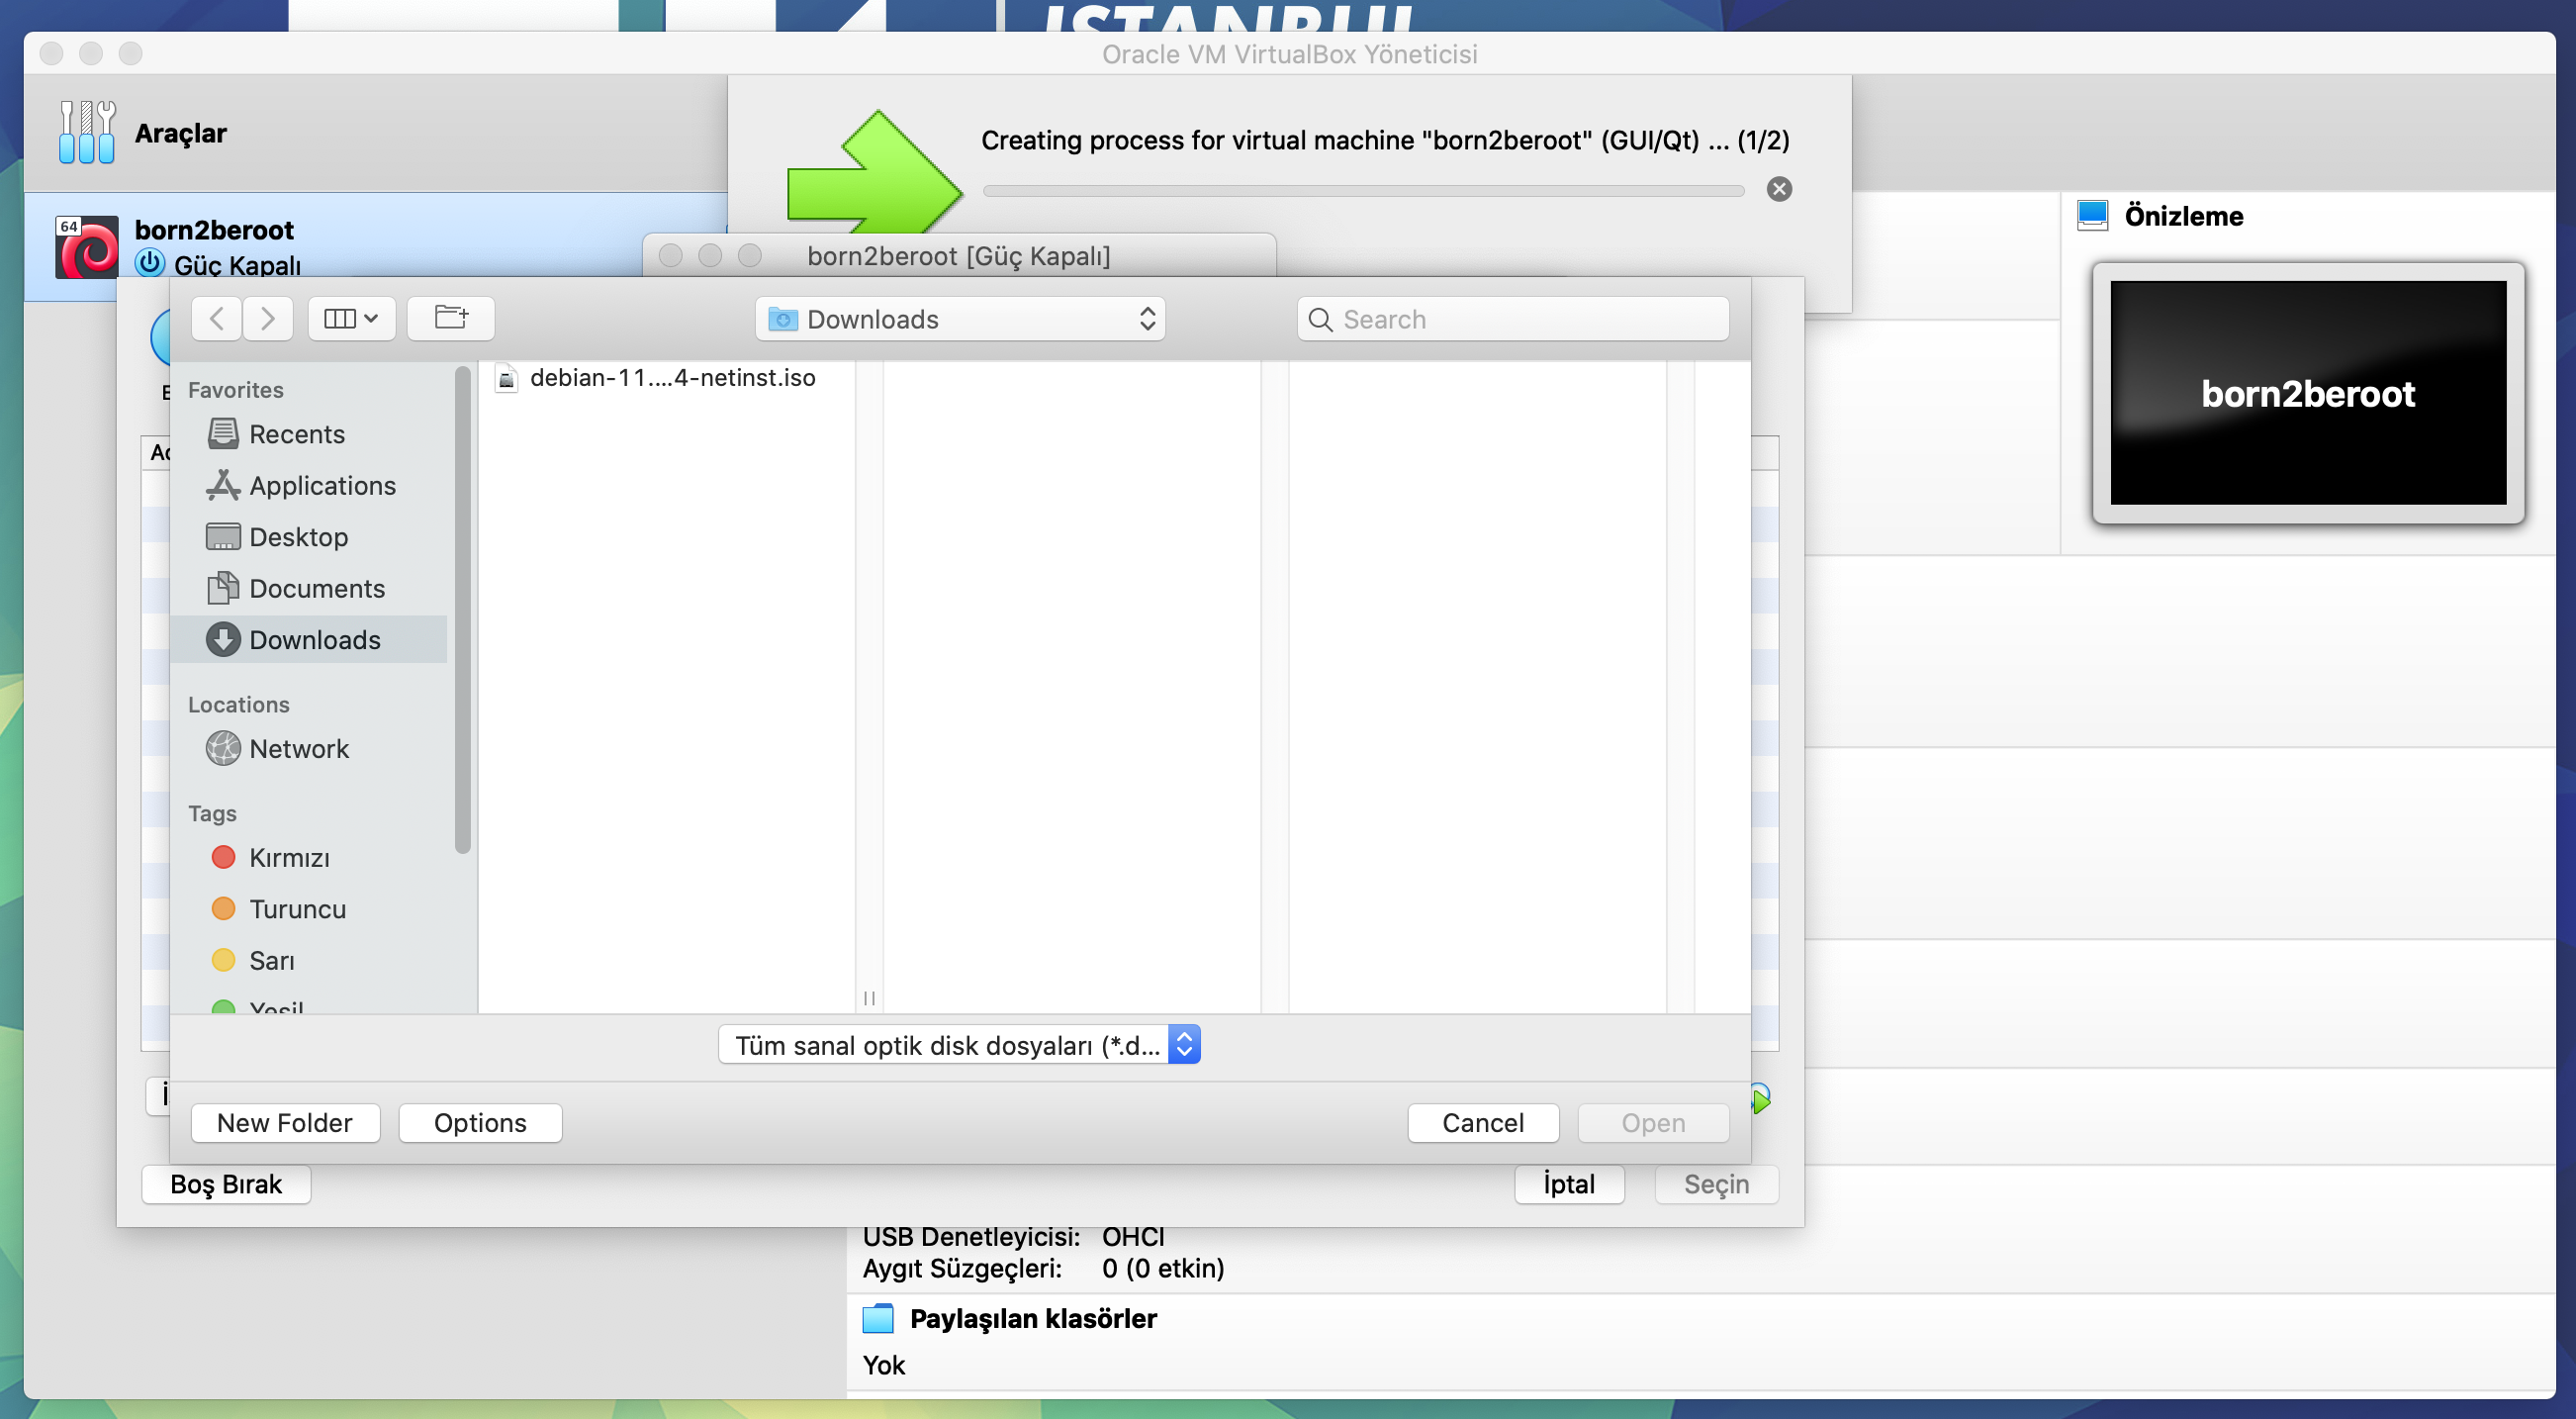 Oracle VM VirtualBox Yöneticisi
Araçlar
Creating process for virtual machine "born2beroot" (GUI/Qt) ... (1/2)
64
born2beroot
Güç Kapalı
born2beroot [Güç Kapalı]
Önizleme
born2beroot
Downloads
Search
Favorites
Recents
Applications
Desktop
Documents
Downloads
Locations
Network
Tags
Kırmızı
Turuncu
Sarı
Yeşil
debian-11....4-netinst.iso
Tüm sanal optik disk dosyaları (*.d...
New Folder
Options
Cancel
Open
Boş Bırak
İptal
Seçin
USB Denetleyicisi: OHCI
Aygıt Süzgeçleri: 0 (0 etkin)
Paylaşılan klasörler
Yok